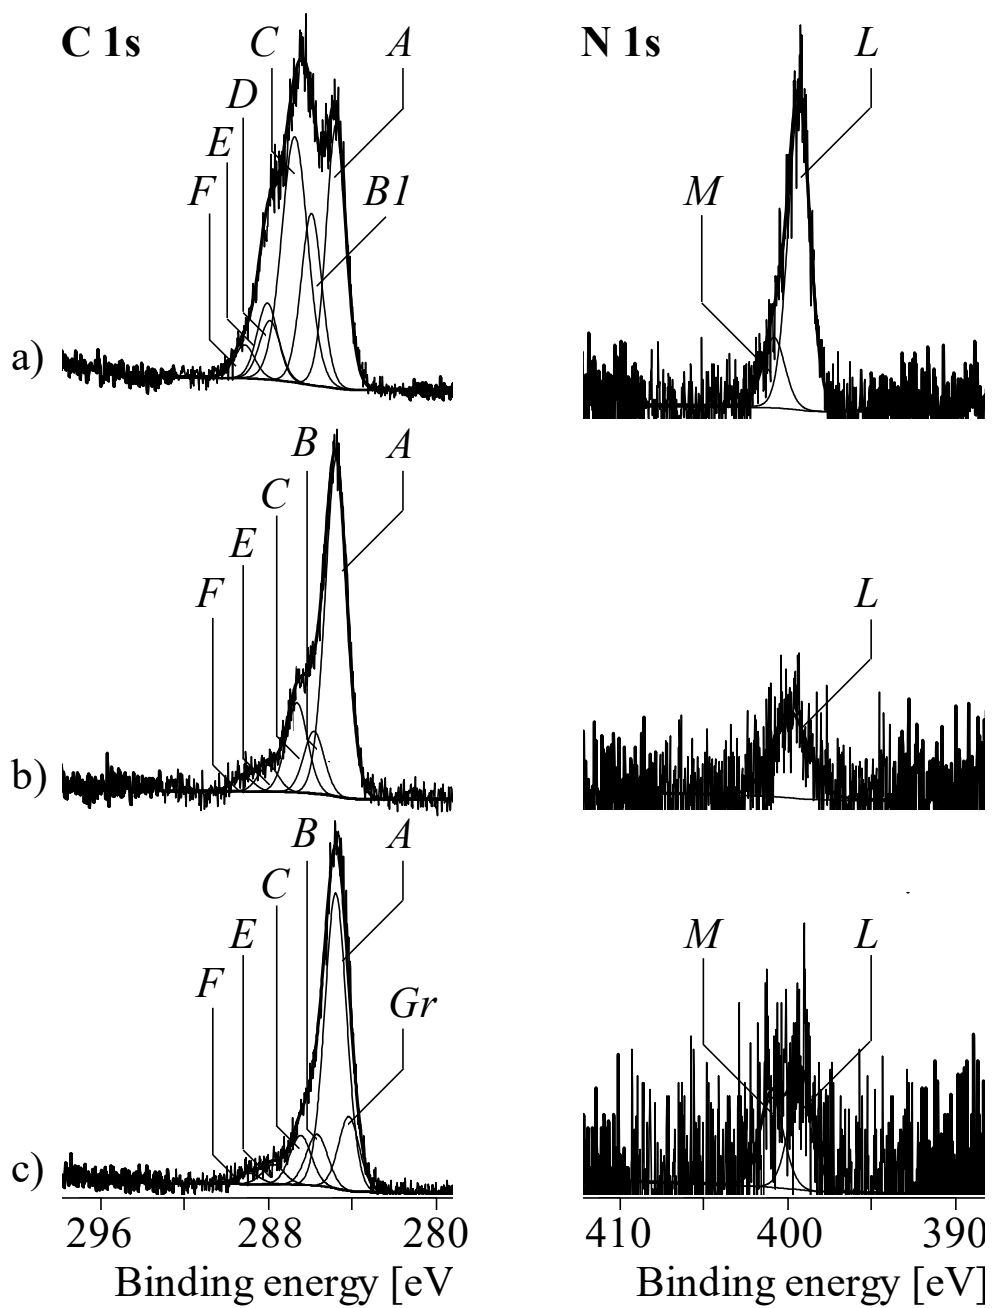 C 1s
C
A
D
E
F
B1
a)
B
A
C
E
F
b)
B
A
C
E
F
Gr
c)
296 288 280
Binding energy [eV
N 1s
L
M
L
M
L
410 400 390
Binding energy [eV]